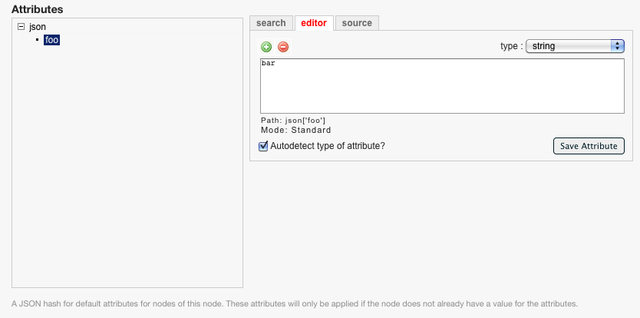 Attributes
json
foo
search editor source
type : string
bar
Path: json['foo']
Mode: Standard
Autodetect type of attribute?
Save Attribute
A JSON hash for default attributes for nodes of this node. These attributes will only be applied if the node does not already have a value for the attributes.